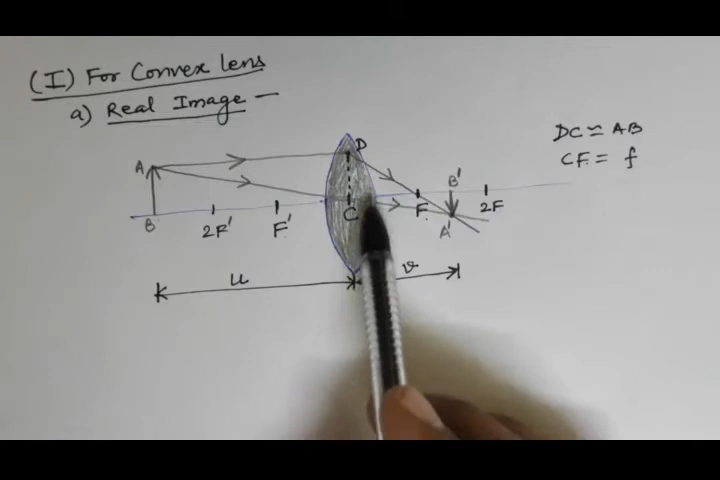 (I) For Convex lens
a) Real Image -
DC ≃ AB
CF = f
A
D
B'
B
2F'
F'
C
F
A'
2F
u
v